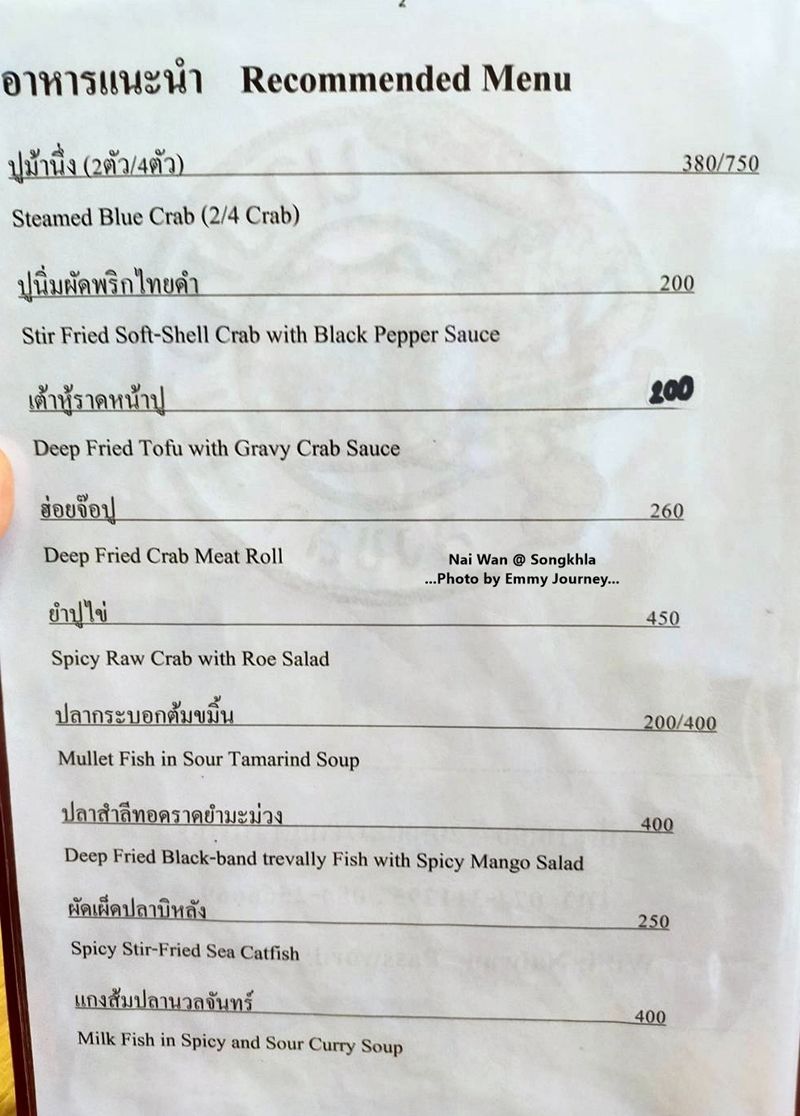 2
อาหารแนะนำ Recommended Menu
ปูม้านึ่ง (2ตัว/4ตัว) 380/750
Steamed Blue Crab (2/4 Crab)
ปูนิ่มผัดพริกไทยดำ 200
Stir Fried Soft-Shell Crab with Black Pepper Sauce
เต้าหู้ราดหน้าปู 200
Deep Fried Tofu with Gravy Crab Sauce
ฮ่อยจ๊อปู 260
Deep Fried Crab Meat Roll
Nai Wan @ Songkhla
...Photo by Emmy Journey...
ยำปูไข่ 450
Spicy Raw Crab with Roe Salad
ปลากระบอกต้มขมิ้น 200/400
Mullet Fish in Sour Tamarind Soup
ปลาสำลีทอดราดยำมะม่วง 400
Deep Fried Black-band trevally Fish with Spicy Mango Salad
ผัดเผ็ดปลาบิหลัง 250
Spicy Stir-Fried Sea Catfish
แกงส้มปลานวลจันทร์ 400
Milk Fish in Spicy and Sour Curry Soup